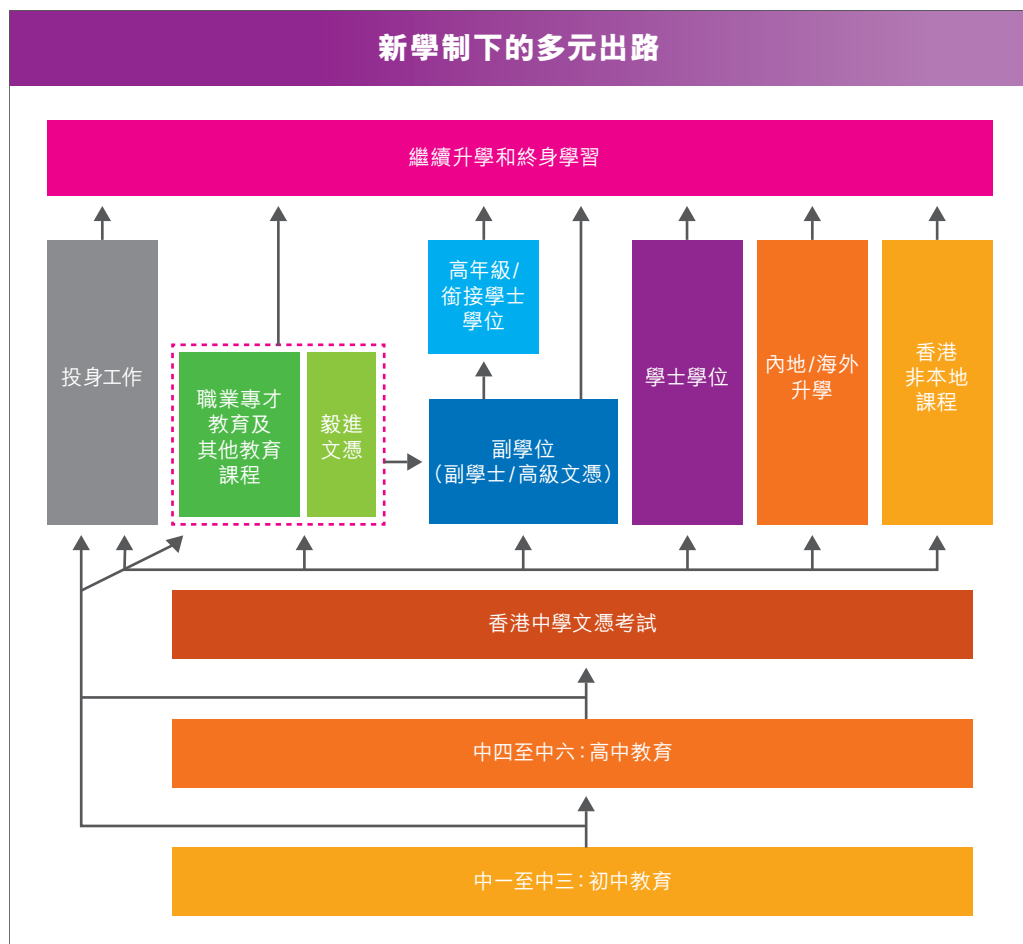 新學制下的多元出路
繼續升學和終身學習
投身工作
職業專才
教育及
其他教育
課程
毅進
文憑
高年級/
銜接學士
學位
副學位
（副學士/高級文憑）
學士學位
內地/海外
升學
香港
非本地
課程
香港中學文憑考試
中四至中六：高中教育
中一至中三：初中教育